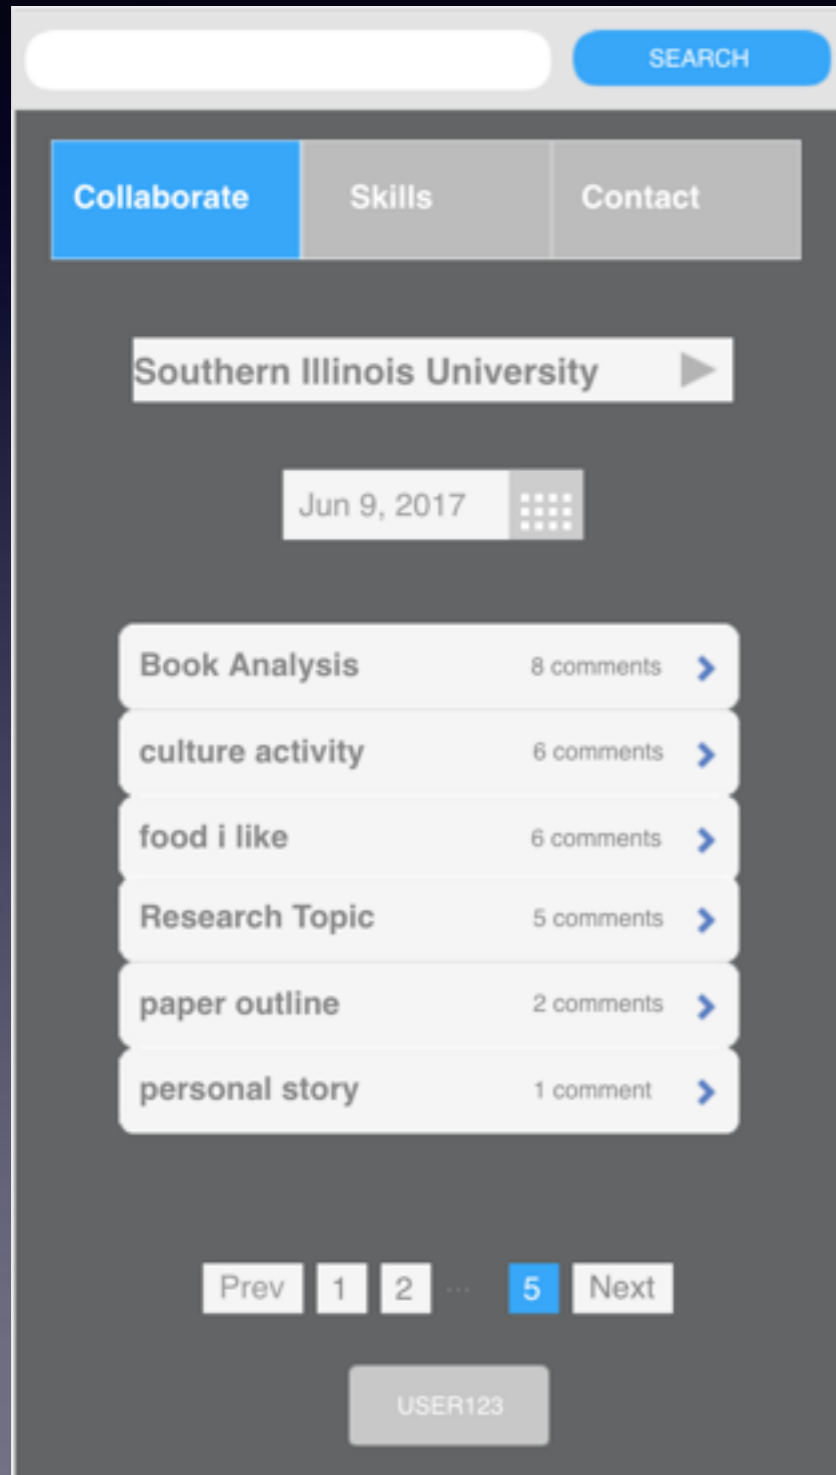 SEARCH
Collaborate Skills Contact
Southern Illinois University
Jun 9, 2017
Book Analysis 8 comments
culture activity 6 comments
food i like 6 comments
Research Topic 5 comments
paper outline 2 comments
personal story 1 comment
Prev 1 2 ... 5 Next
USER123